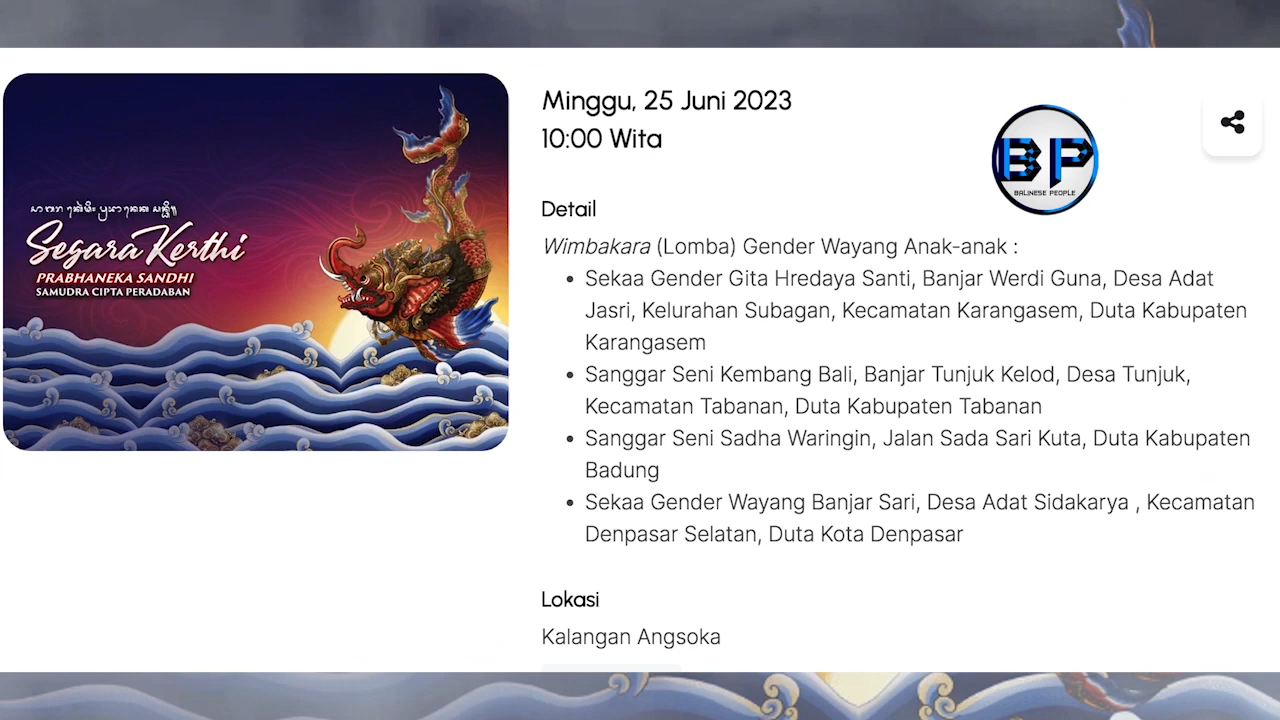 Segara Kerthi
PRABHANEKA SANDHI
SAMUDRA CIPTA PERADABAN
Minggu, 25 Juni 2023
10:00 Wita
BP
BALINESE PEOPLE
Detail
Wimbakara (Lomba) Gender Wayang Anak-anak :
• Sekaa Gender Gita Hredaya Santi, Banjar Werdi Guna, Desa Adat
Jasri, Kelurahan Subagan, Kecamatan Karangasem, Duta Kabupaten
Karangasem
• Sanggar Seni Kembang Bali, Banjar Tunjuk Kelod, Desa Tunjuk,
Kecamatan Tabanan, Duta Kabupaten Tabanan
• Sanggar Seni Sadha Waringin, Jalan Sada Sari Kuta, Duta Kabupaten
Badung
• Sekaa Gender Wayang Banjar Sari, Desa Adat Sidakarya , Kecamatan
Denpasar Selatan, Duta Kota Denpasar
Lokasi
Kalangan Angsoka